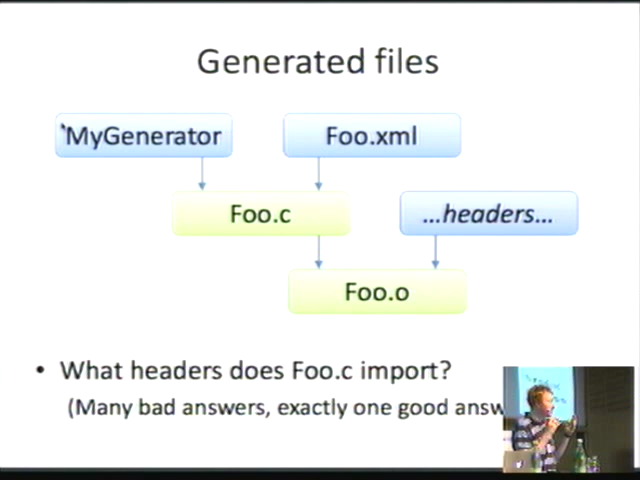 Generated files
MyGenerator
Foo.xml
Foo.c
...headers...
Foo.o
• What headers does Foo.c import?
(Many bad answers, exactly one good answ